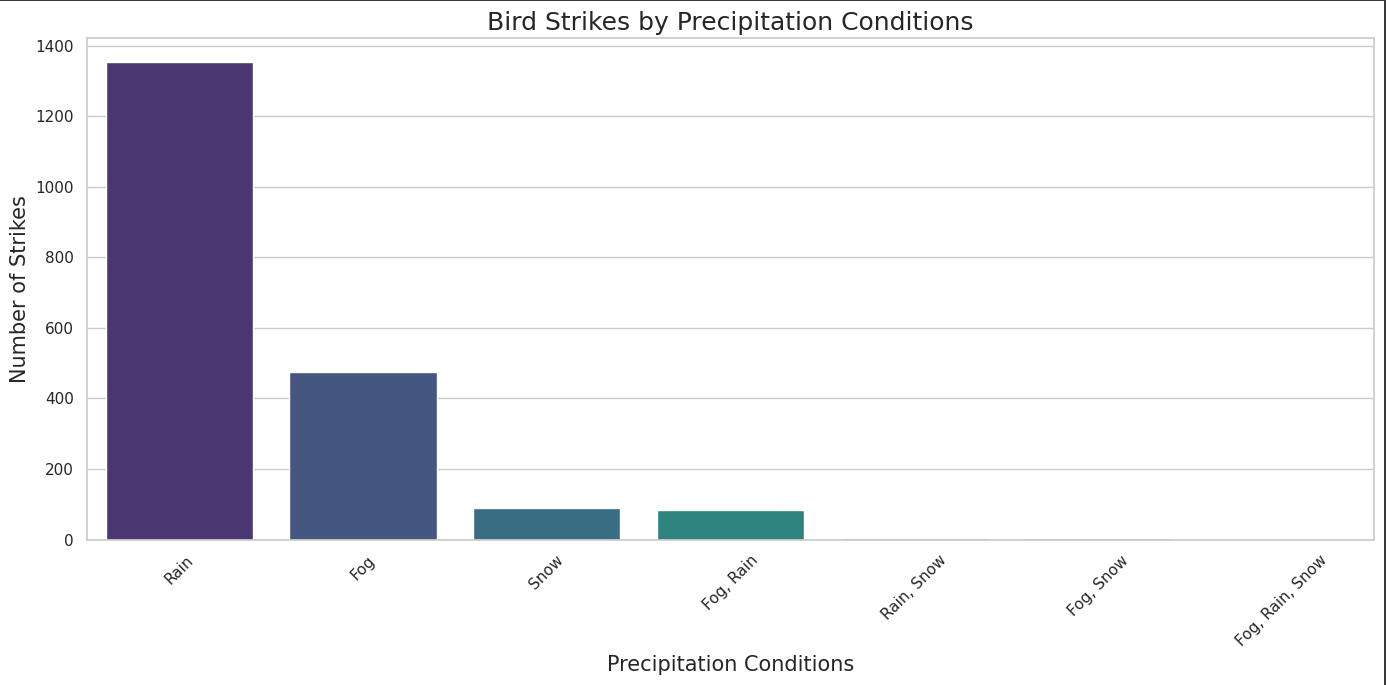 Bird Strikes by Precipitation Conditions
1400
1200
1000
800
600
400
200
0
Number of Strikes
Rain
Fog
Snow
Fog, Rain
Rain, Snow
Fog, Snow
Fog, Rain, Snow
Precipitation Conditions